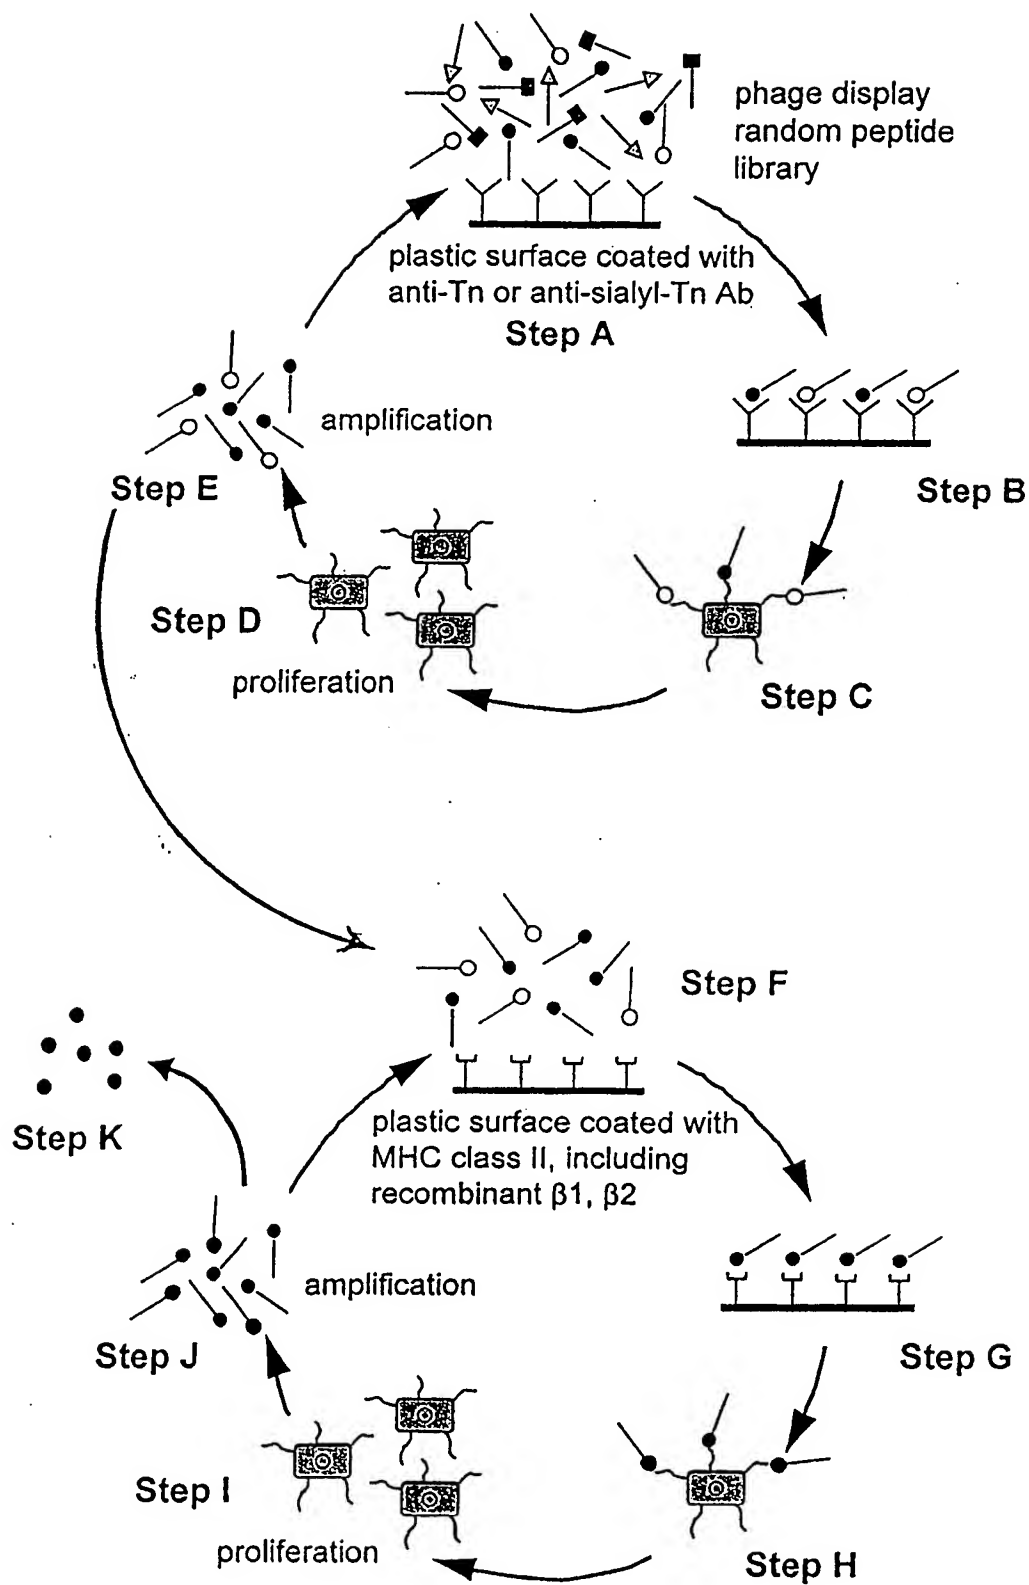 phage display
random peptide
library
plastic surface coated with
anti-Tn or anti-sialyl-Tn Ab
Step A
amplification
Step E
Step B
Step D
proliferation
Step C
Step F
Step K
plastic surface coated with
MHC class II, including
recombinant β1, β2
amplification
Step J
Step G
Step I
proliferation
Step H